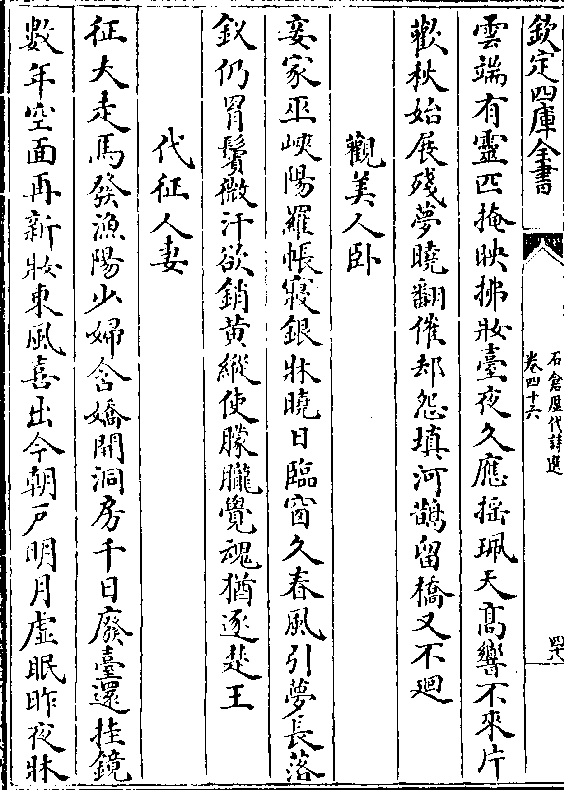 欽定四庫全書
石倉歷代詩選
卷四十六
四六
雲端有靈匹掩映拂妝臺夜久應摇珮天髙響不來片
歡秋始展殘夢曉翻催却怨填河鵲留橋又不廻
觀美人卧
妾家巫峽陽羅帳寢銀牀曉日臨窗久春風引夢長落
釵仍罥鬢微汗欲銷黄縱使朦朧覺魂猶逐楚王
代征人妻
征夫走馬發漁陽少婦含嬌開洞房千日廢臺還挂鏡
數年空面再新妝東風喜出今朝戸明月虚眠昨夜牀